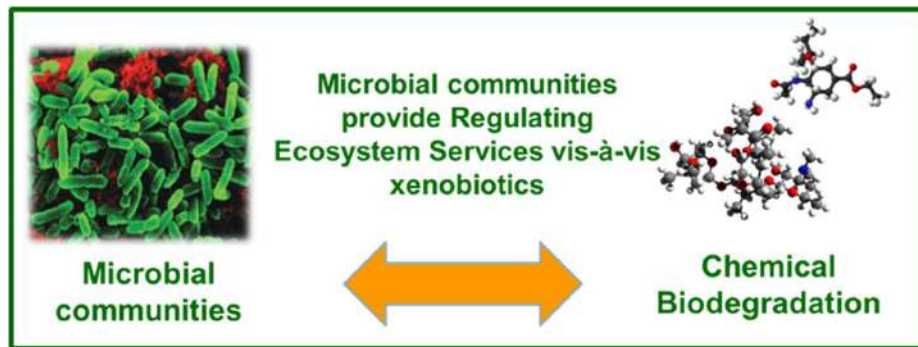 Microbial communities
provide Regulating
Ecosystem Services vis-à-vis
xenobiotics
Microbial
communities
Chemical
Biodegradation